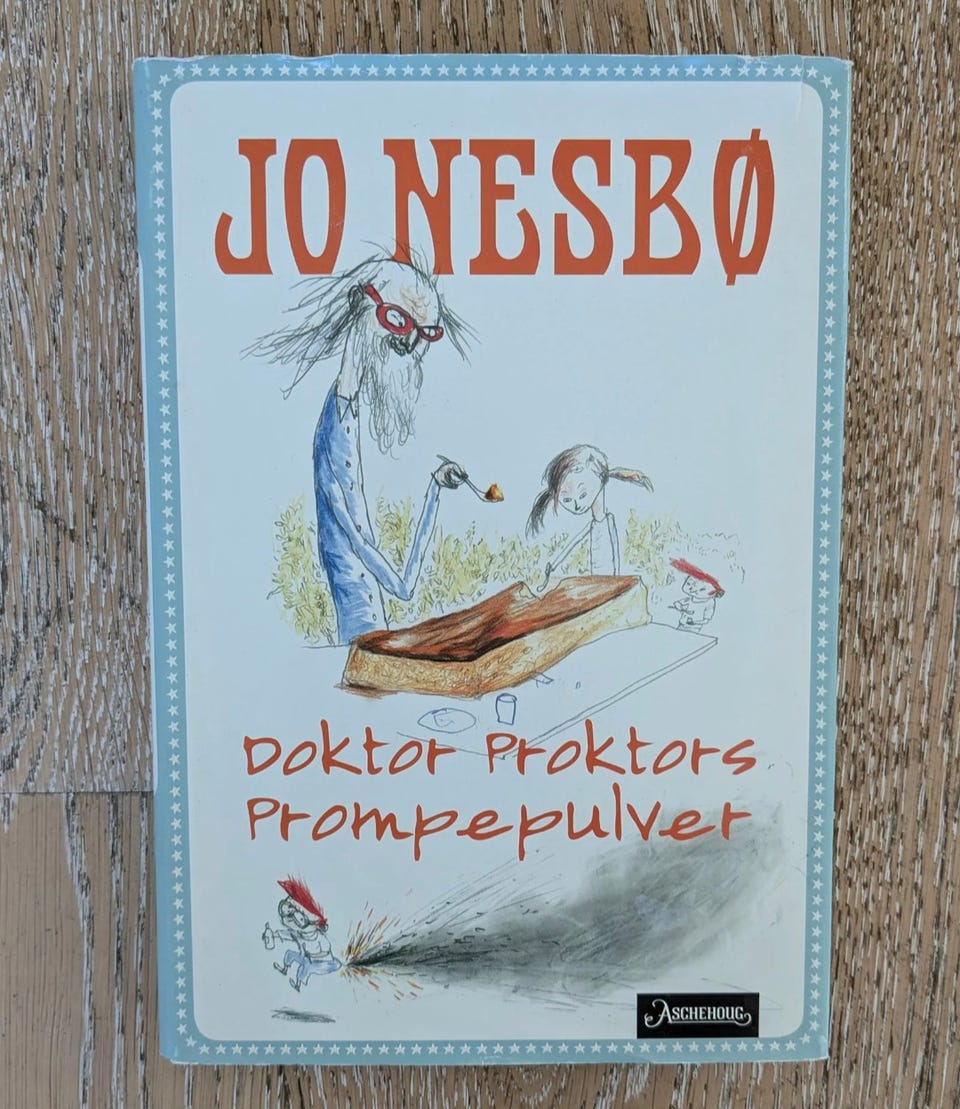 JO NESBØ
Doktor Proktors
Prompepulver
ASCHEHOUG